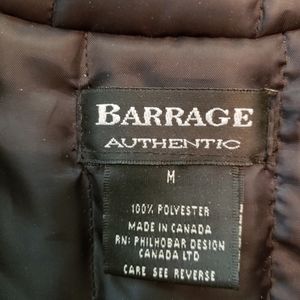 BARRAGE
AUTHENTIC
M
100% POLYESTER
MADE IN CANADA
RN: PHILHOBAR DESIGN
CANADA LTD
CARE SEE REVERSE